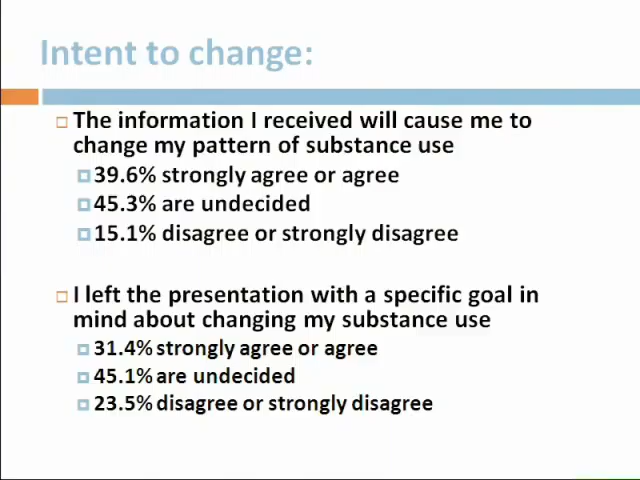 Intent to change:
The information I received will cause me to
change my pattern of substance use
39.6% strongly agree or agree
45.3% are undecided
15.1% disagree or strongly disagree
I left the presentation with a specific goal in
mind about changing my substance use
31.4% strongly agree or agree
45.1% are undecided
23.5% disagree or strongly disagree